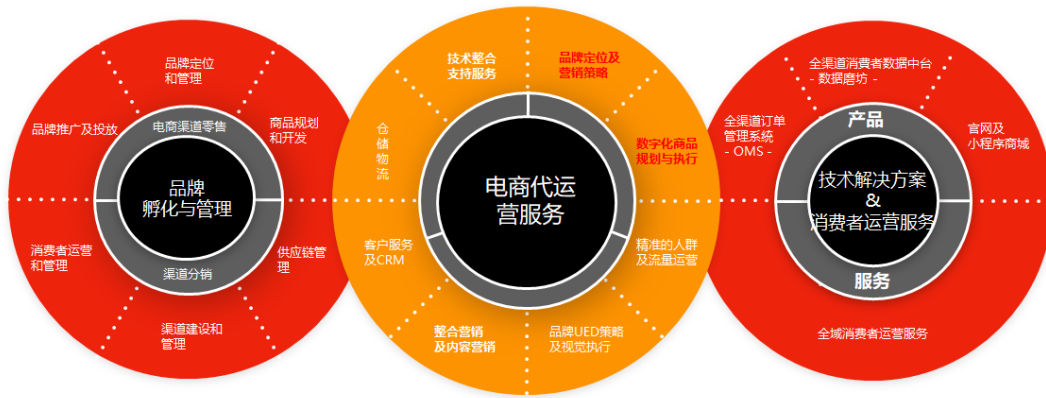 品牌定位
和管理
品牌推广及投放
电商渠道零售
商品规划
和开发
品牌
孵化与管理
消费者运营
和管理
渠道分销
供应链管
理
渠道建设和
管理
技术整合
支持服务
品牌定位及
营销策略
仓
储
物
流
数字化商品
规划与执行
电商代运
营服务
客户服务
及CRM
精准的人群
及流量运营
整合营销
及内容营销
品牌UED策略
及视觉执行
全渠道消费者数据中台
- 数据磨坊 -
全渠道订单
管理系统
- OMS -
产品
官网及
小程序商城
技术解决方案
&
消费者运营服务
服务
全域消费者运营服务